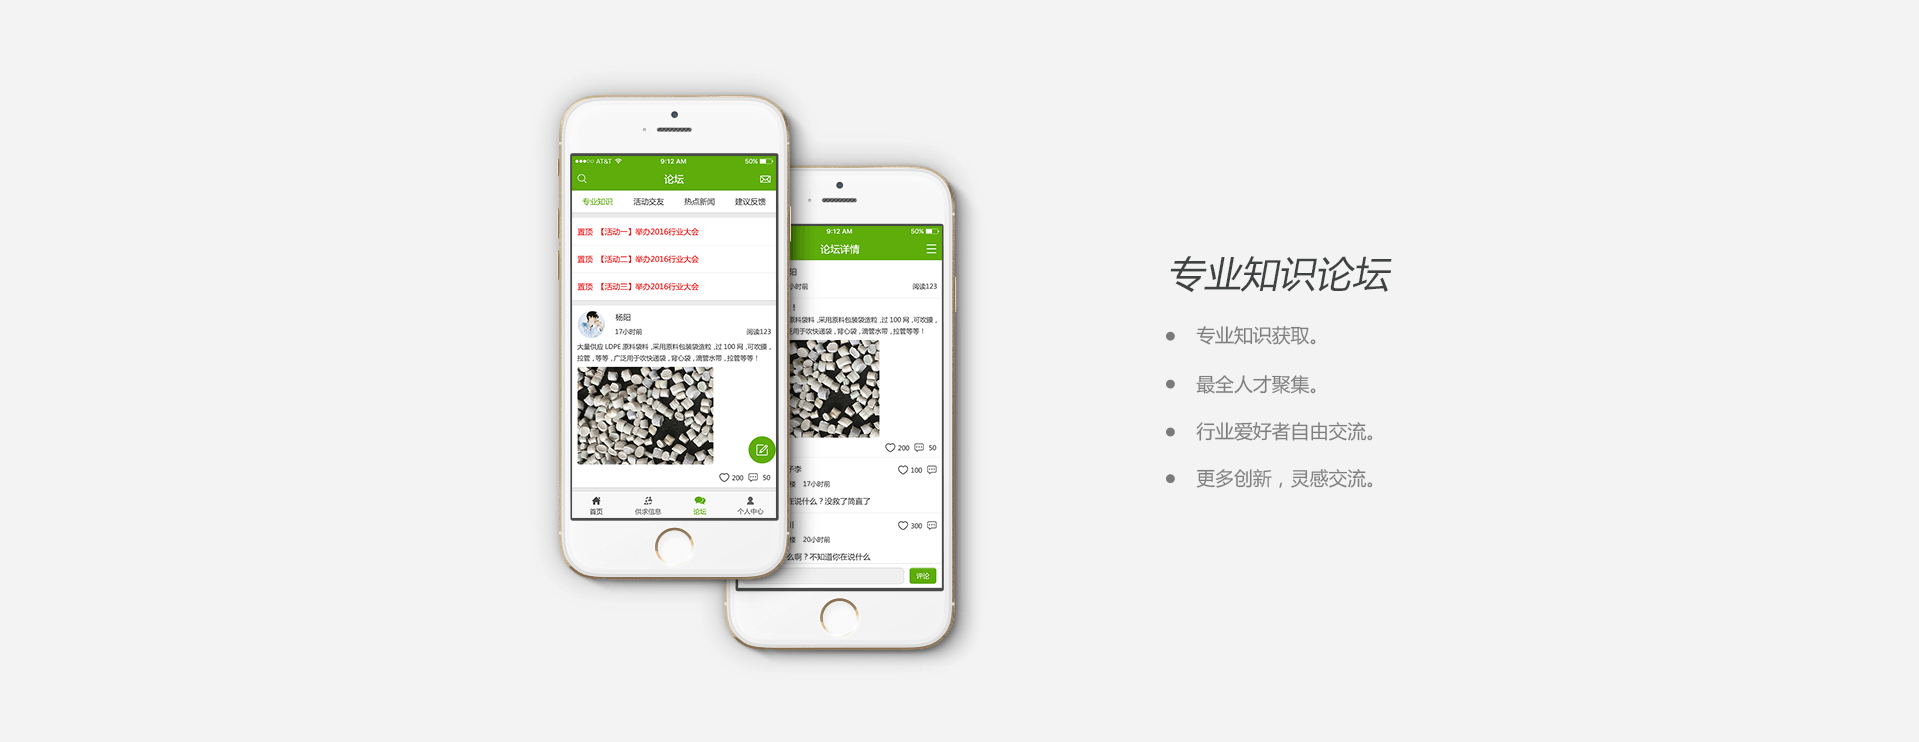 AT&T
9:12 AM
50%
论坛
专业知识
活动交友
热点新闻
建议反馈
置顶 【活动一】举办2016行业大会
置顶 【活动二】举办2016行业大会
置顶 【活动三】举办2016行业大会
杨阳
17小时前
阅读123
大量供应 LDPE 原料袋料 ,采用原料包装袋造粒 ,过 100 网 ,可吹膜 ,
拉管 , 等等 , 广泛用于吹快递袋 , 背心袋 , 滴管水带 , 拉管等等！
200
50
首页
供求信息
论坛
个人中心
9:12 AM
50%
论坛详情
阳
小时前
阅读123
！
原料袋料 ,采用原料包装袋造粒 ,过 100 网 ,可吹膜 ,
泛用于吹快递袋 , 背心袋 , 滴管水带 , 拉管等等！
200
50
子李
100
楼 17小时前
在说什么？没救了简直了
川
300
楼 20小时前
么啊？不知道你在说什么
评论
专业知识论坛
• 专业知识获取。
• 最全人才聚集。
• 行业爱好者自由交流。
• 更多创新，灵感交流。